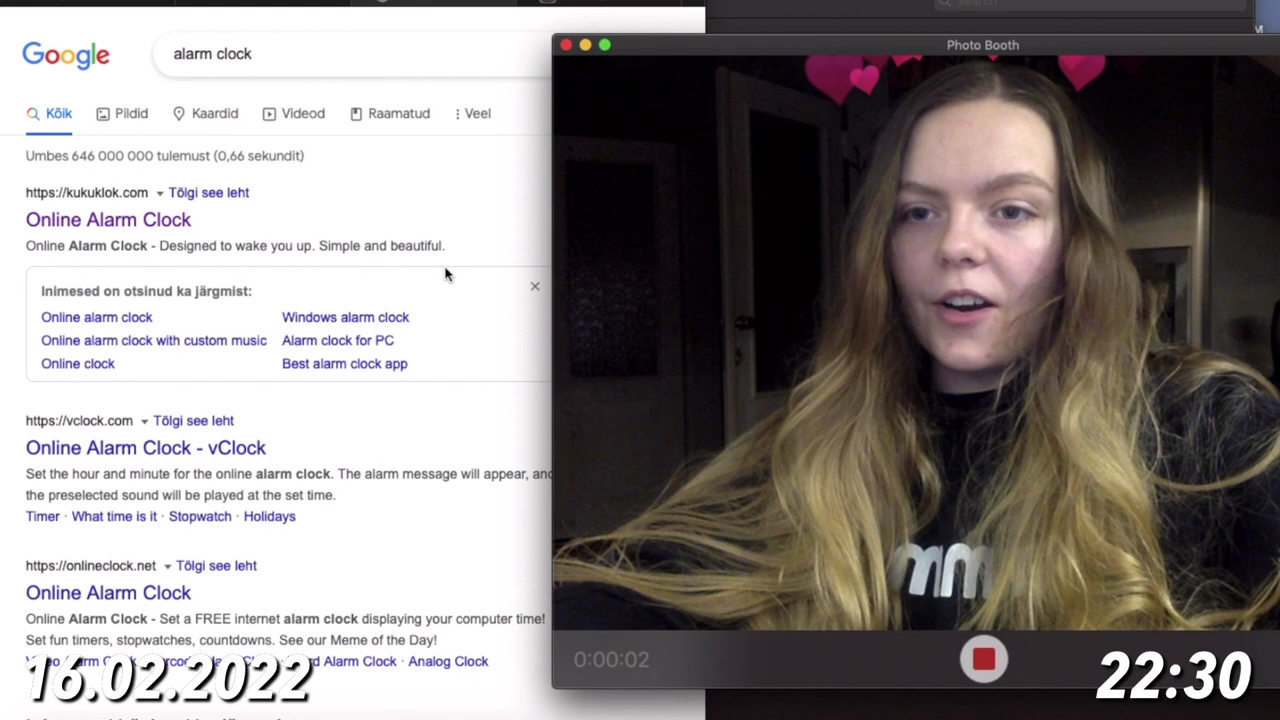 Search
Google
alarm clock
Kõik
Pildid
Kaardid
Videod
Raamatud
Veel
Umbes 646 000 000 tulemust (0,66 sekundit)
https://kukuklok.com
Tõlgi see leht
Online Alarm Clock
Online Alarm Clock - Designed to wake you up. Simple and beautiful.
Inimesed on otsinud ka järgmist:
Online alarm clock
Windows alarm clock
Online alarm clock with custom music
Alarm clock for PC
Online clock
Best alarm clock app
https://vclock.com
Tõlgi see leht
Online Alarm Clock - vClock
Set the hour and minute for the online alarm clock. The alarm message will appear, and
the preselected sound will be played at the set time.
Timer · What time is it · Stopwatch · Holidays
https://onlineclock.net
Tõlgi see leht
Online Alarm Clock
Online Alarm Clock - Set a FREE internet alarm clock displaying your computer time!
Set fun timers, stopwatches, countdowns. See our Meme of the Day!
Alarm Clock · Analog Clock
16.02.2022
Photo Booth
0:00:02
22:30